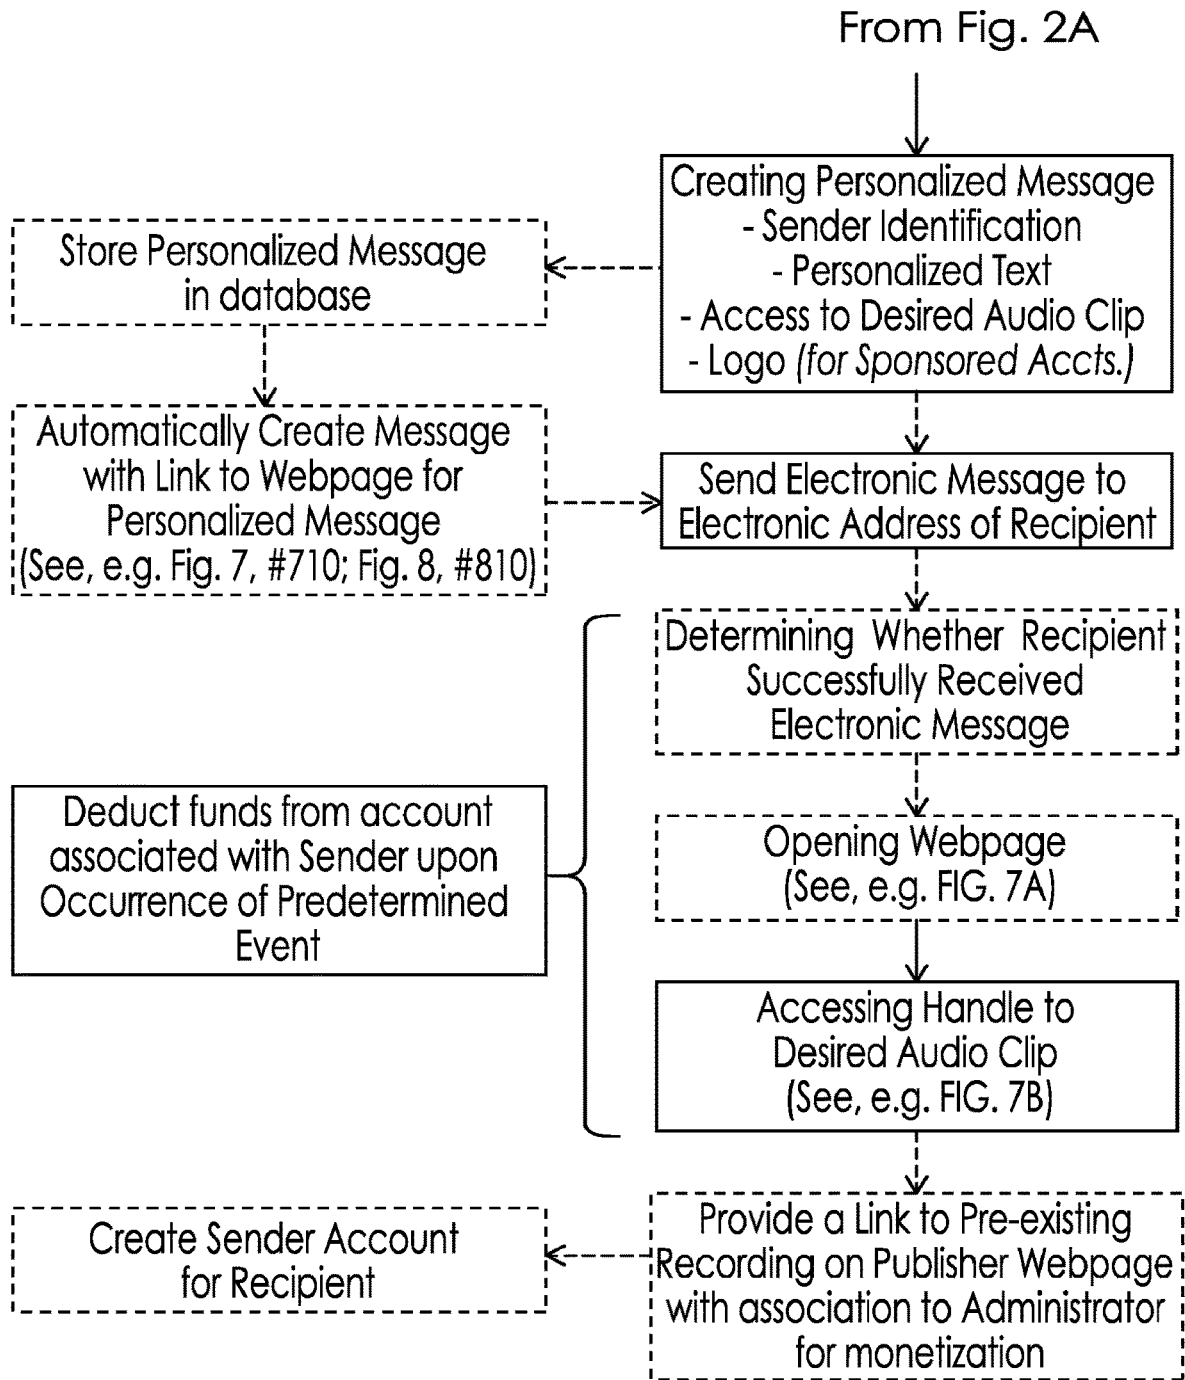 From Fig. 2A
Creating Personalized Message
- Sender Identification
- Personalized Text
- Access to Desired Audio Clip
- Logo (for Sponsored Accts.)
Store Personalized Message
in database
Automatically Create Message
with Link to Webpage for
Personalized Message
(See, e.g. Fig. 7, #710; Fig. 8, #810)
Send Electronic Message to
Electronic Address of Recipient
Determining Whether Recipient
Successfully Received
Electronic Message
Deduct funds from account
associated with Sender upon
Occurrence of Predetermined
Event
Opening Webpage
(See, e.g. FIG. 7A)
Accessing Handle to
Desired Audio Clip
(See, e.g. FIG. 7B)
Provide a Link to Pre-existing
Recording on Publisher Webpage
with association to Administrator
for monetization
Create Sender Account
for Recipient